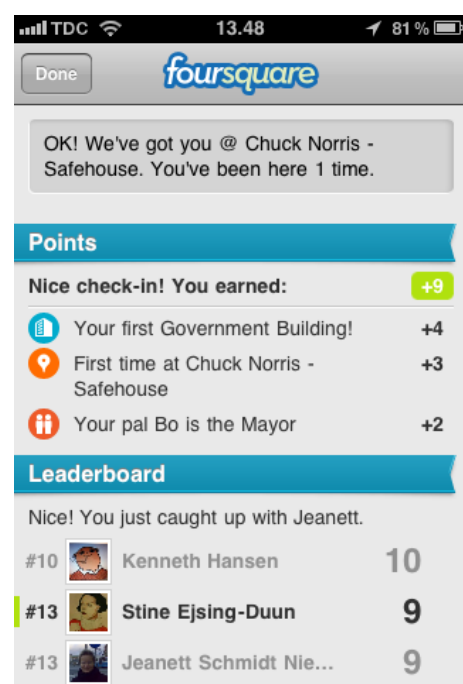 TDC 13.48 81 %
Done foursquare
OK! We've got you @ Chuck Norris -
Safehouse. You've been here 1 time.
Points
Nice check-in! You earned: +9
Your first Government Building! +4
First time at Chuck Norris - +3
Safehouse
Your pal Bo is the Mayor +2
Leaderboard
Nice! You just caught up with Jeanett.
#10 Kenneth Hansen 10
#13 Stine Ejsing-Duun 9
#13 Jeanett Schmidt Nie... 9